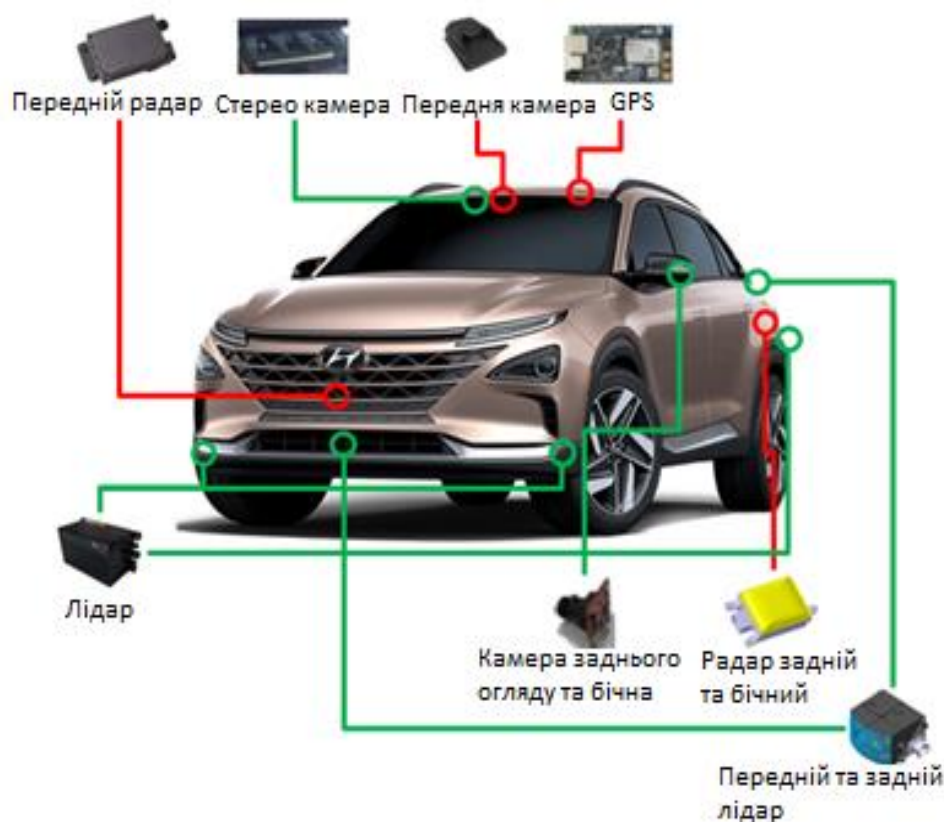 Передній радар
Стерео камера
Передня камера
GPS
Лідар
Камера заднього
огляду та бічна
Радар задній
та бічний
Передній та задній
лідар